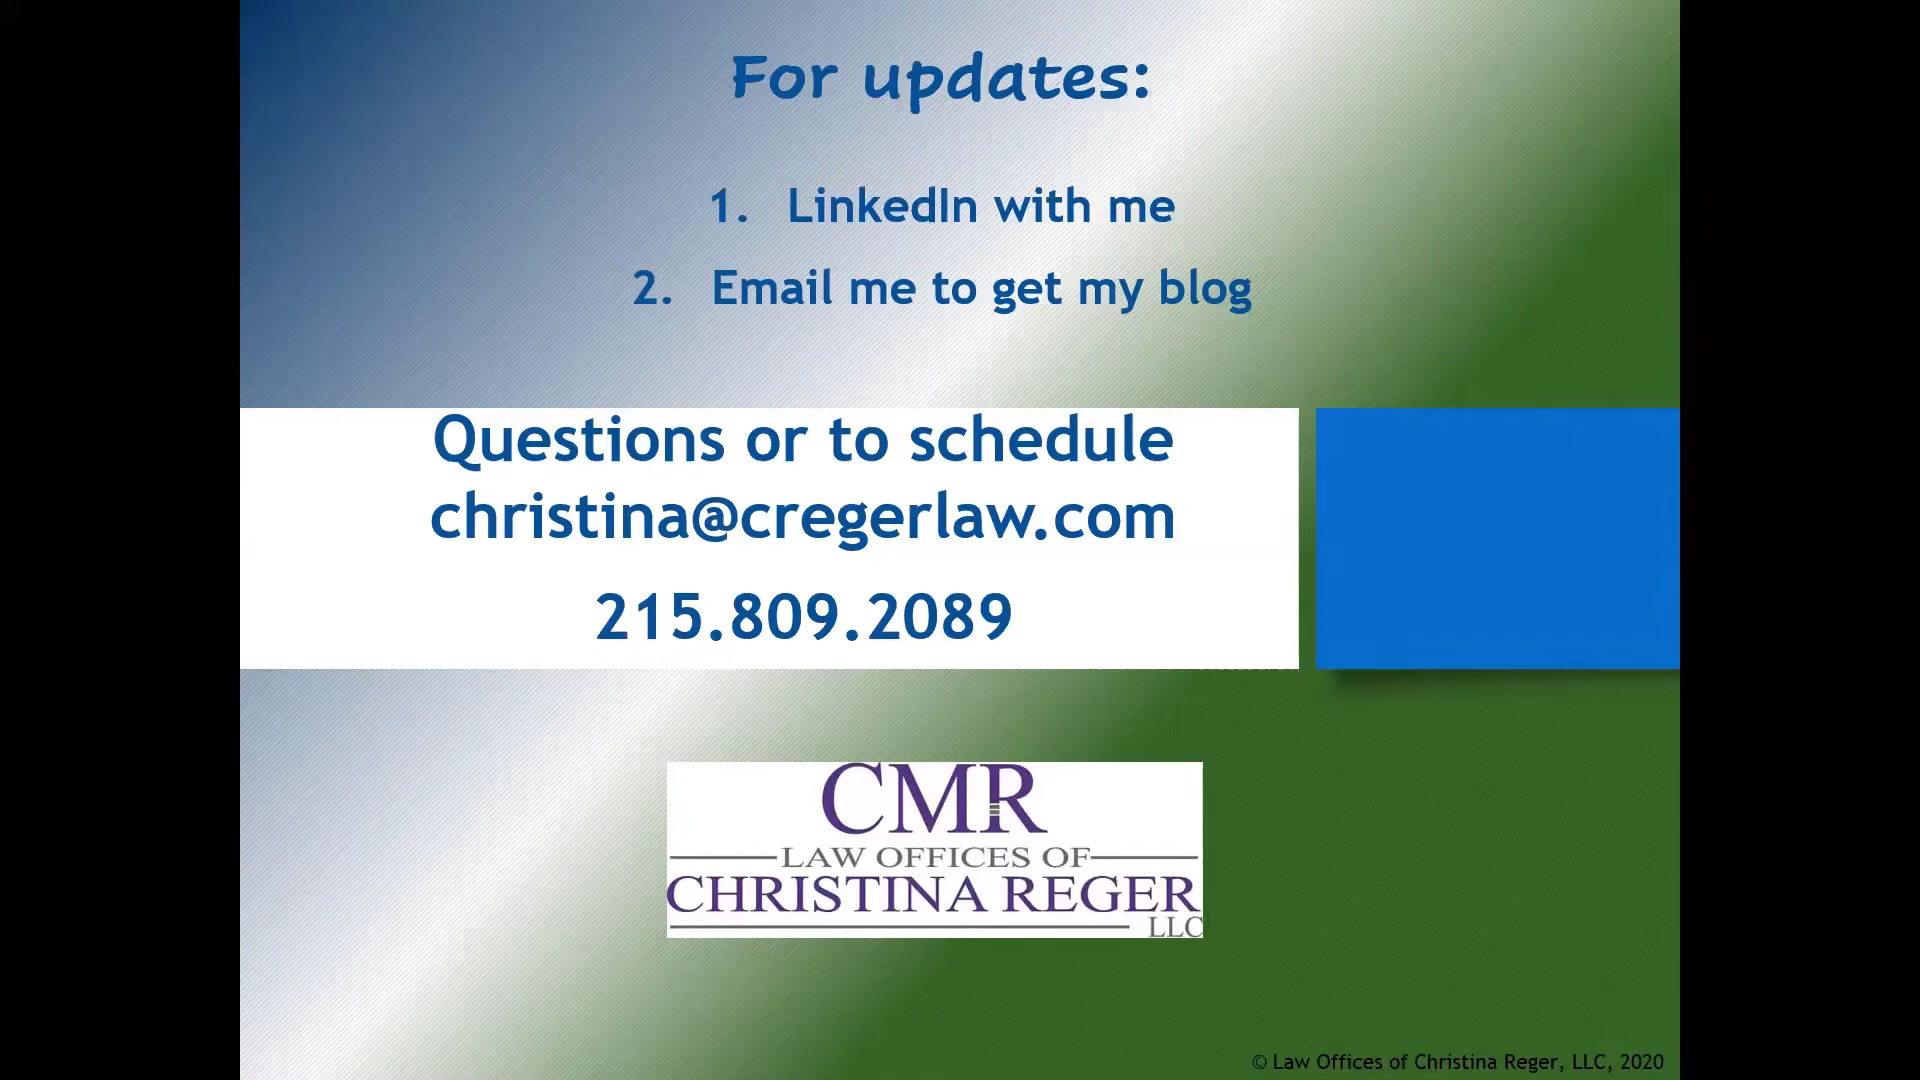 For updates:
1. LinkedIn with me
2. Email me to get my blog
Questions or to schedule
christina@cregerlaw.com
215.809.2089
CMR
LAW OFFICES OF
CHRISTINA REGER
LLC
© Law Offices of Christina Reger, LLC, 2020